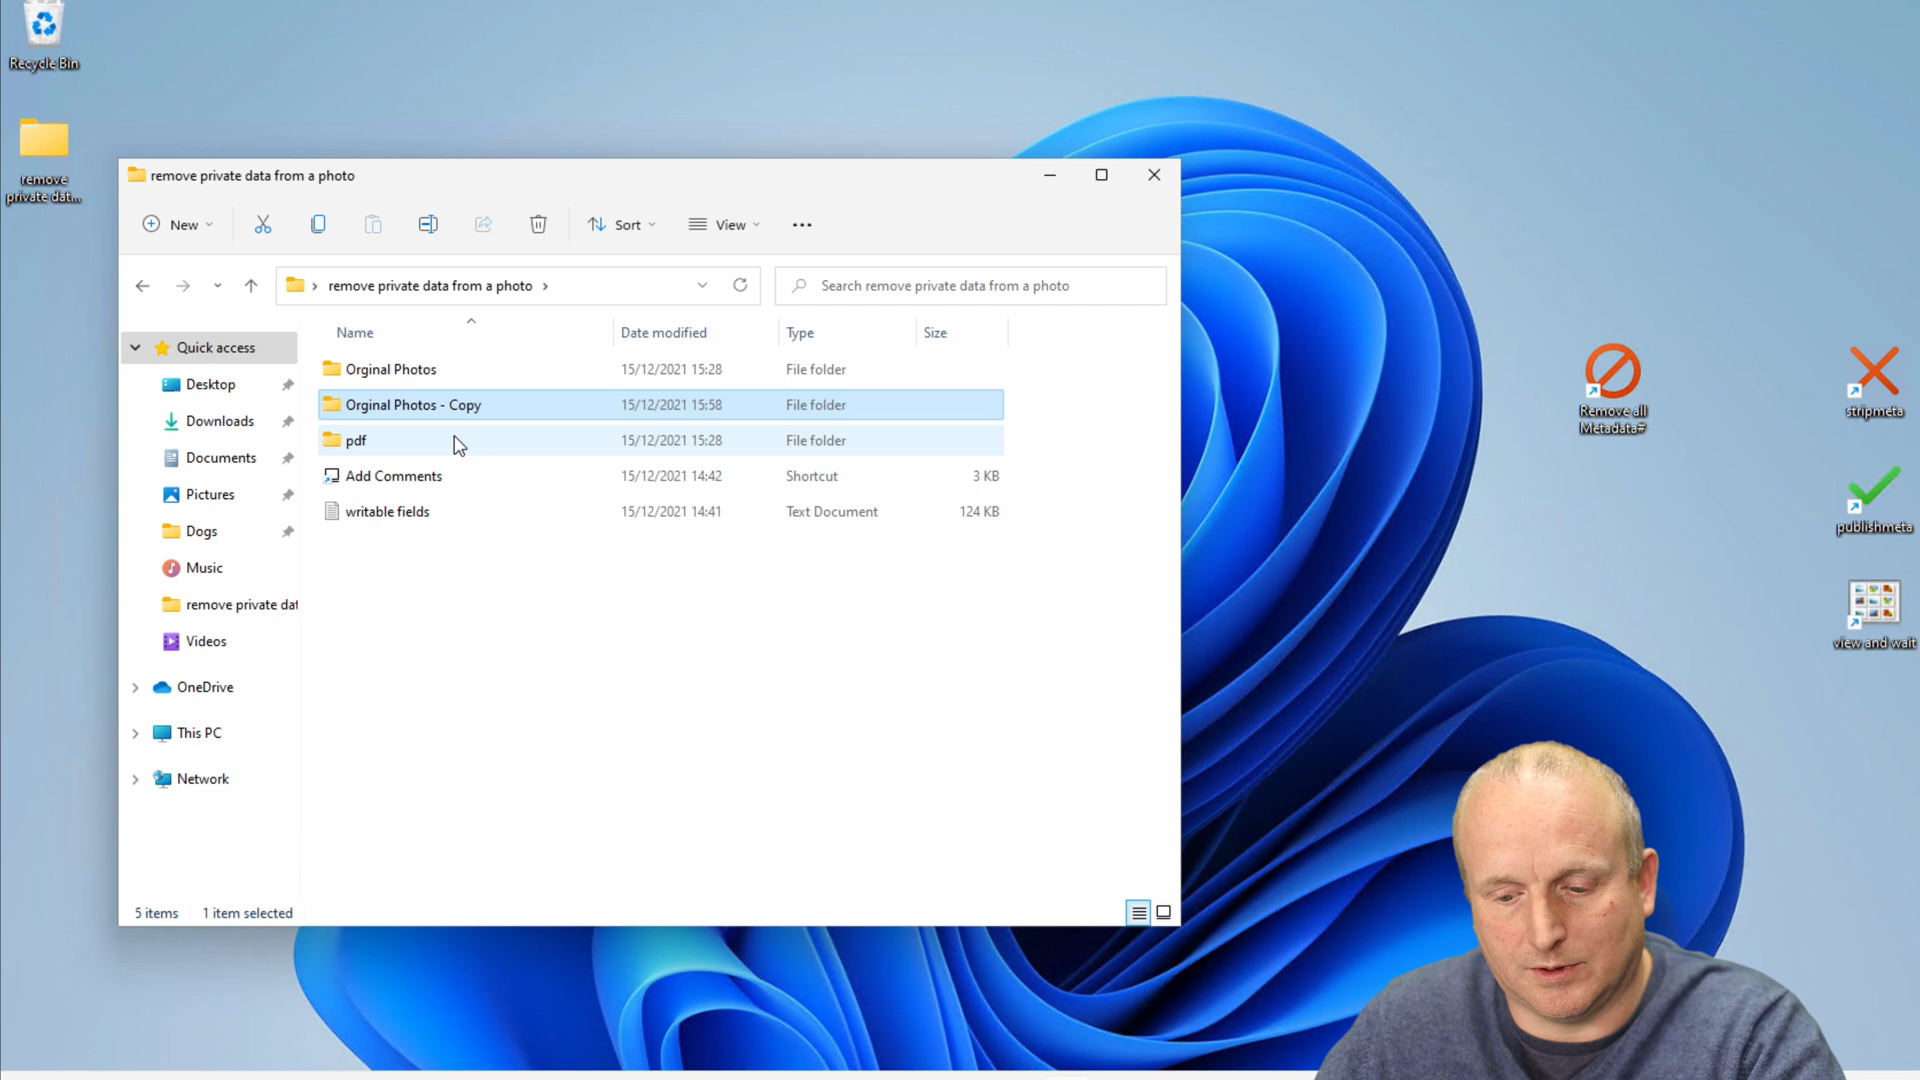 Recycle Bin
remove
private dat...
remove private data from a photo
New
Sort
View
remove private data from a photo
Search remove private data from a photo
Name
Date modified
Type
Size
Quick access
Desktop
Downloads
Documents
Pictures
Dogs
Music
remove private dat
Videos
OneDrive
This PC
Network
Orginal Photos
15/12/2021 15:28
File folder
Orginal Photos - Copy
15/12/2021 15:58
File folder
pdf
15/12/2021 15:28
File folder
Add Comments
15/12/2021 14:42
Shortcut
3 KB
writable fields
15/12/2021 14:41
Text Document
124 KB
5 items
1 item selected
Remove all
Metadata#
stripmeta
publishmeta
view and wait